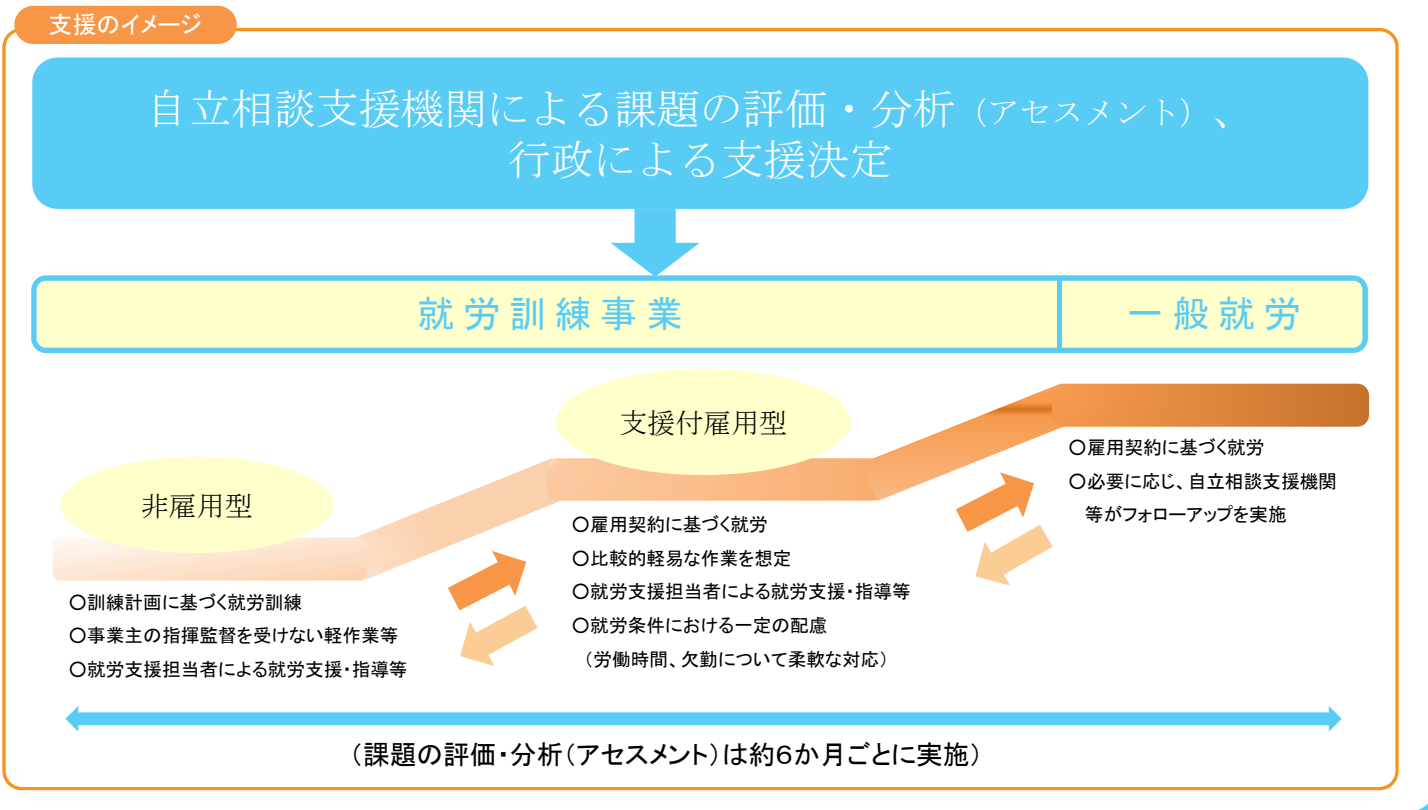 支援のイメージ
自立相談支援機関による課題の評価・分析（アセスメント）、
行政による支援決定
就労訓練事業
一般就労
支援付雇用型
非雇用型
○雇用契約に基づく就労
○必要に応じ、自立相談支援機関
等がフォローアップを実施
○雇用契約に基づく就労
○比較的軽易な作業を想定
○就労支援担当者による就労支援・指導等
○就労条件における一定の配慮
（労働時間、欠勤について柔軟な対応）
○訓練計画に基づく就労訓練
○事業主の指揮監督を受けない軽作業等
○就労支援担当者による就労支援・指導等
（課題の評価・分析（アセスメント）は約６か月ごとに実施）